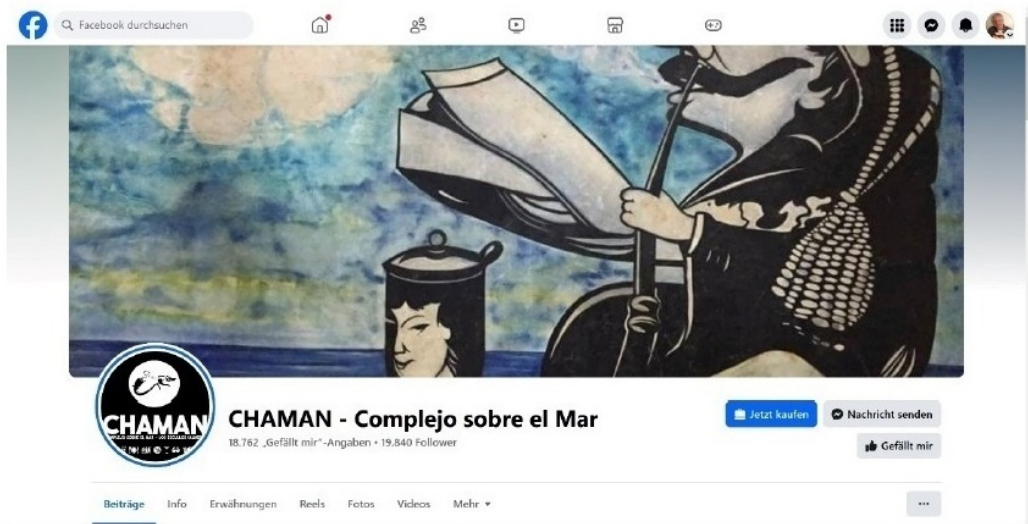 Facebook durchsuchen
CHAMAN
CHAMAN - Complejo sobre el Mar
18.762 „Gefällt mir“-Angaben • 19.840 Follower
Jetzt kaufen
Nachricht senden
Gefällt mir
Beiträge Info Erwähnungen Reels Fotos Videos Mehr